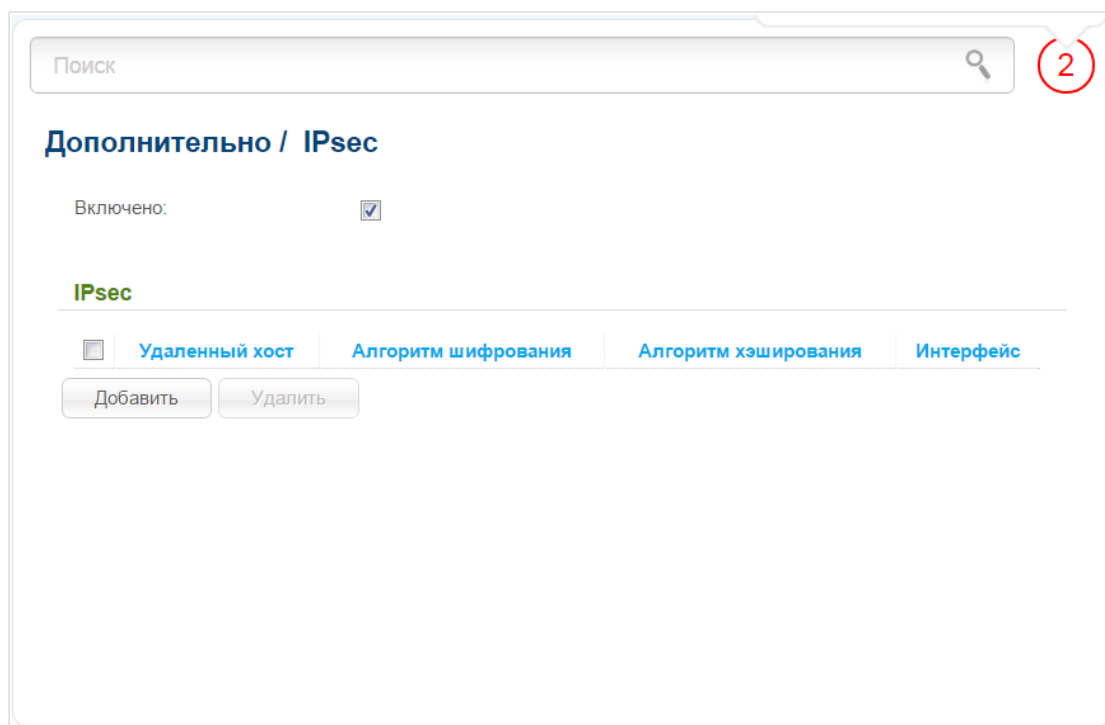 Поиск
2
Дополнительно / IPsec
Включено:
IPsec
Удаленный хост Алгоритм шифрования Алгоритм хэширования Интерфейс
Добавить Удалить